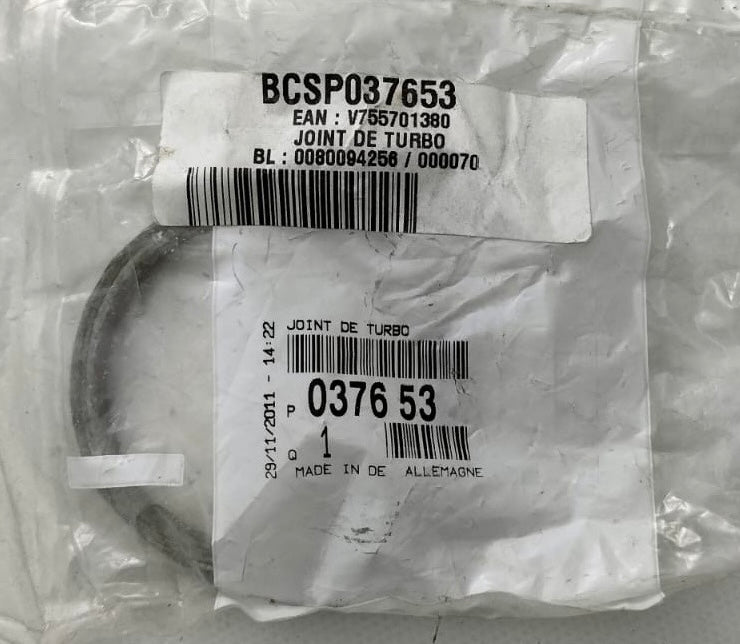 BCSP037653
EAN : V755701380
JOINT DE TURBO
BL : 0080094256 / 000070
29/11/2011 - 14:22
JOINT DE TURBO
P 0376 53
Q 1
MADE IN DE ALLEMAGNE